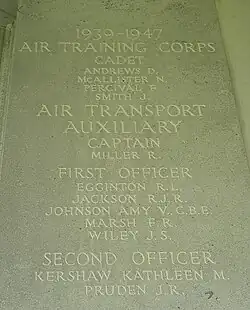 1939-1947
AIR TRAINING CORPS
CADET
ANDREWS D.
MCALLISTER N.
PERCIVAL F.
SMITH J.
AIR TRANSPORT
AUXILIARY
CAPTAIN
MILLER R.
FIRST OFFICER
EGGINTON R.L.
JACKSON R.J.R.
JOHNSON AMY V. C.B.E.
MARSH F.R.
WILEY J.S.
SECOND OFFICER
KERSHAW KATHLEEN M.
PRUDEN J.R.